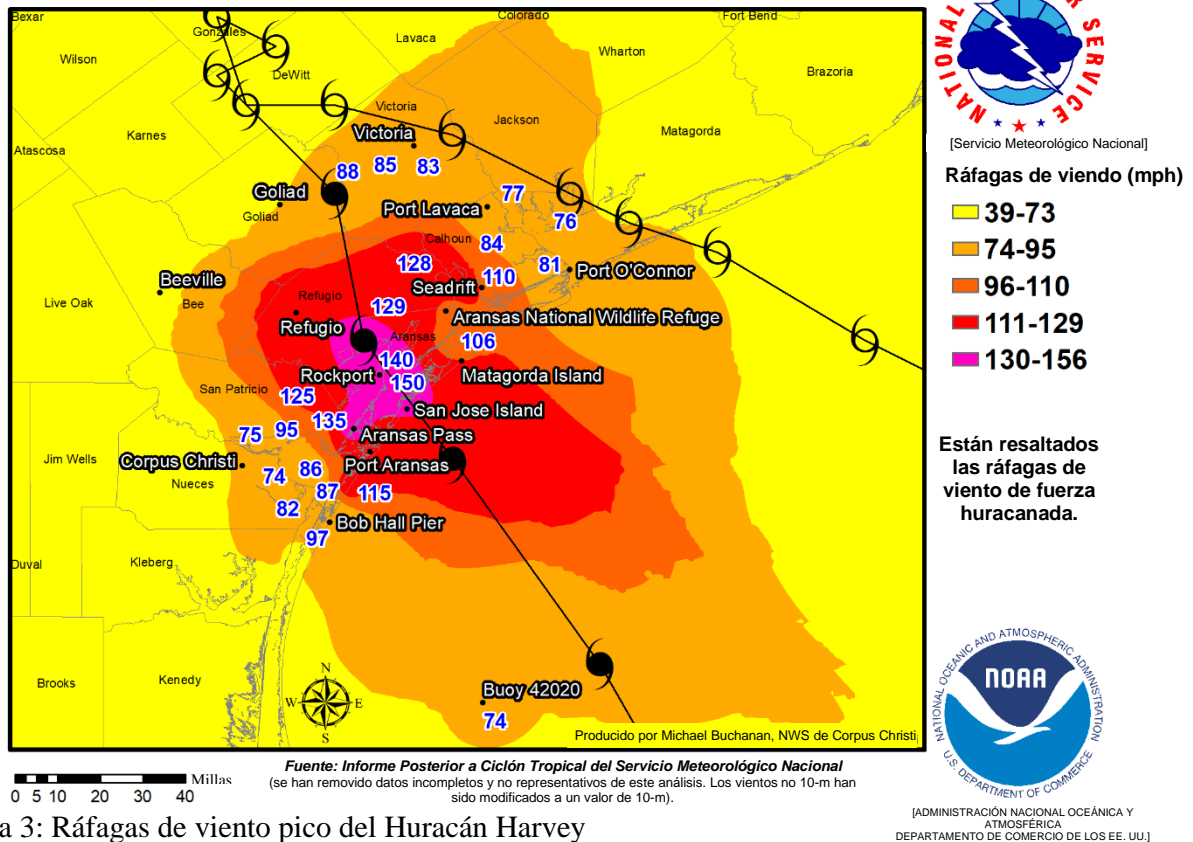 Bexar
Gonzales
Colorado
Fort Bend
Wilson
Lavaca
Wharton
DeWitt
Brazoria
Karnes
Victoria
Jackson
Matagorda
Atascosa
Victoria
88
85
83
Goliad
Goliad
77
Port Lavaca
76
Calhoun
84
128
81
Port O'Connor
110
Seadrift
Beeville
Bee
Live Oak
Refugio
129
Refugio
Aransas National Wildlife Refuge
Aransas
106
140
Rockport
150
Matagorda Island
San Patricio
125
San Jose Island
135
95
75
Aransas Pass
Jim Wells
Corpus Christi
86
Port Aransas
74
Nueces
87
115
82
Bob Hall Pier
97
Duval
Kleberg
Brooks
Kenedy
N
W
E
S
Buoy 42020
74
Producido por Michael Buchanan, NWS de Corpus Christi
NATIONAL
SERVICE
[Servicio Meteorológico Nacional]
Ráfagas de viendo (mph)
39-73
74-95
96-110
111-129
130-156
Están resaltados
las ráfagas de
viento de fuerza
huracanada.
NATIONAL OCEANIC AND ATMOSPHERIC ADMINISTRATION
NOAA
U.S. DEPARTMENT OF COMMERCE
[ADMINISTRACIÓN NACIONAL OCEÁNICA Y
ATMOSFÉRICA
DEPARTAMENTO DE COMERCIO DE LOS EE. UU.]
Millas
0 5 10 20 30 40
Fuente: Informe Posterior a Ciclón Tropical del Servicio Meteorológico Nacional
(se han removido datos incompletos y no representativos de este análisis. Los vientos no 10-m han
sido modificados a un valor de 10-m).
a 3: Ráfagas de viento pico del Huracán Harvey